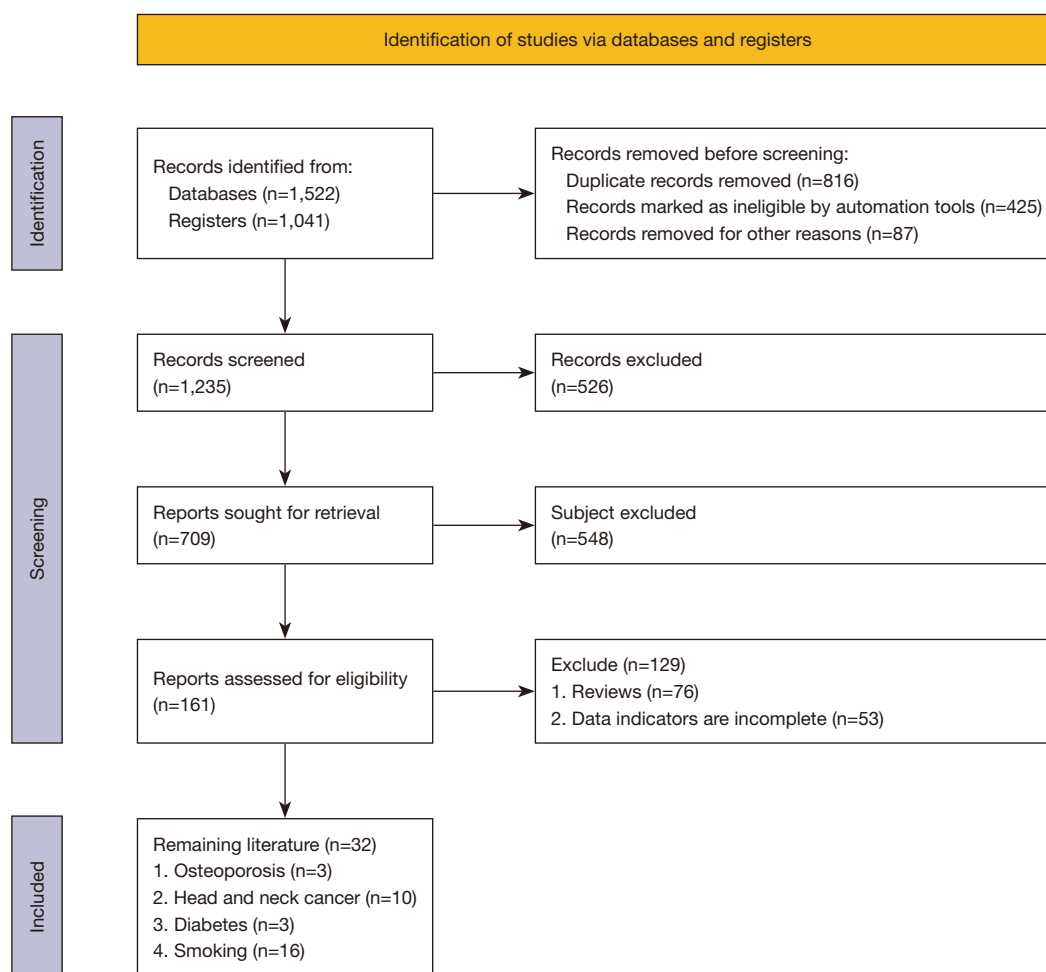 Identification of studies via databases and registers
Identification
Records identified from:
Databases (n=1,522)
Registers (n=1,041)
Records removed before screening:
Duplicate records removed (n=816)
Records marked as ineligible by automation tools (n=425)
Records removed for other reasons (n=87)
Screening
Records screened
(n=1,235)
Records excluded
(n=526)
Reports sought for retrieval
(n=709)
Subject excluded
(n=548)
Reports assessed for eligibility
(n=161)
Exclude (n=129)
1. Reviews (n=76)
2. Data indicators are incomplete (n=53)
Included
Remaining literature (n=32)
1. Osteoporosis (n=3)
2. Head and neck cancer (n=10)
3. Diabetes (n=3)
4. Smoking (n=16)